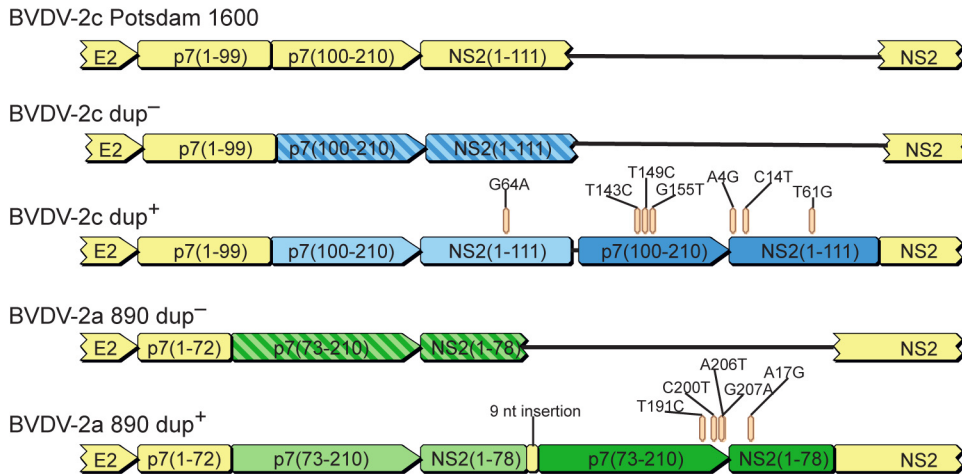 BVDV-2c Potsdam 1600
E2 p7(1-99) p7(100-210) NS2(1-111) NS2
BVDV-2c dup⁻
E2 p7(1-99) p7(100-210) NS2(1-111) NS2
T149C
G64A T143C G155T A4G C14T T61G
BVDV-2c dup⁺
E2 p7(1-99) p7(100-210) NS2(1-111) p7(100-210) NS2(1-111) NS2
BVDV-2a 890 dup⁻
E2 p7(1-72) p7(73-210) NS2(1-78) NS2
A206T
C200T G207A A17G
T191C
9 nt insertion
BVDV-2a 890 dup⁺
E2 p7(1-72) p7(73-210) NS2(1-78) p7(73-210) NS2(1-78) NS2